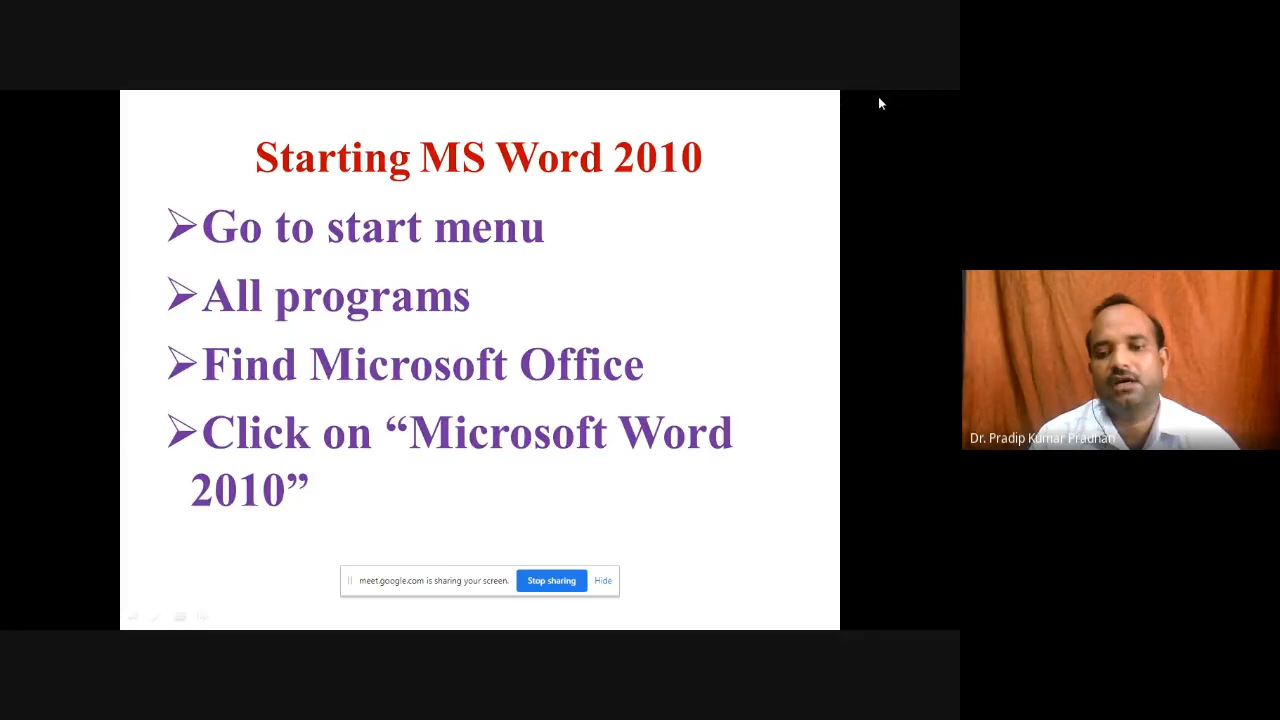 Starting MS Word 2010
➢Go to start menu
➢All programs
➢Find Microsoft Office
➢Click on “Microsoft Word
2010”
meet.google.com is sharing your screen. Stop sharing Hide
Dr. Pradip Kumar Pradhan